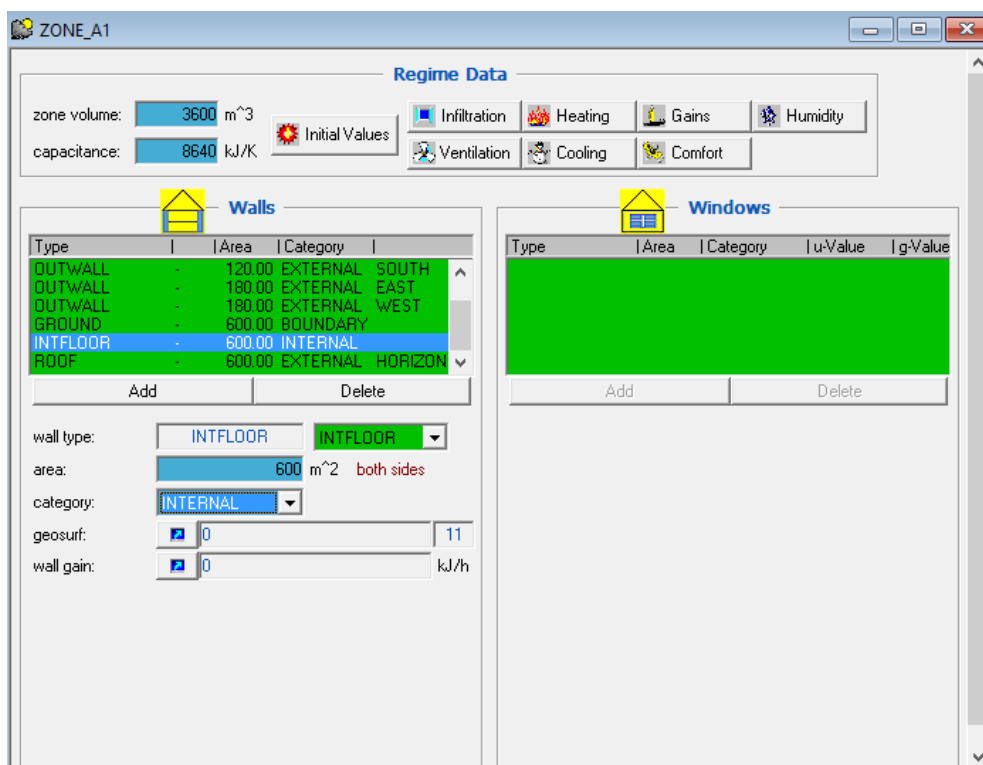 ZONE_A1
Regime Data
zone volume: 3600 m^3
capacitance: 8640 kJ/K
Initial Values
Infiltration Heating Gains Humidity
Ventilation Cooling Comfort
Walls
Type | | Area | Category |
OUTWALL - 120.00 EXTERNAL SOUTH
OUTWALL - 180.00 EXTERNAL EAST
OUTWALL - 180.00 EXTERNAL WEST
GROUND - 600.00 BOUNDARY
INTFLOOR - 600.00 INTERNAL
ROOF - 600.00 EXTERNAL HORIZON
Add Delete
wall type: INTFLOOR INTFLOOR
area: 600 m^2 both sides
category: INTERNAL
geosurf: 0 11
wall gain: 0 kJ/h
Windows
Type | Area | Category | u-Value | g-Value
Add Delete